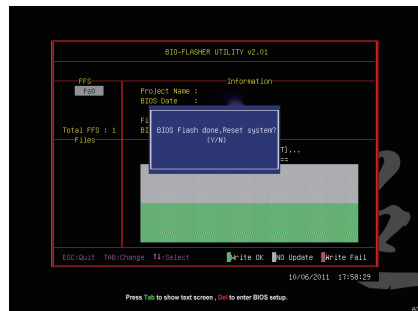 BIO-FLASHER UTILITY v2.01
FFS
Information
fs0
Project Name :
BIOS Date :
Fi
Total FFS : 1
BI
Files
BIOS Flash done,Reset system?
(Y/N)
T]...
==
ESC:Quit TAB:Change ↑↓:Select
Write OK
NO Update
Write Fail
10/06/2011 17:58:29
Press Tab to show text screen , Del to enter BIOS setup.